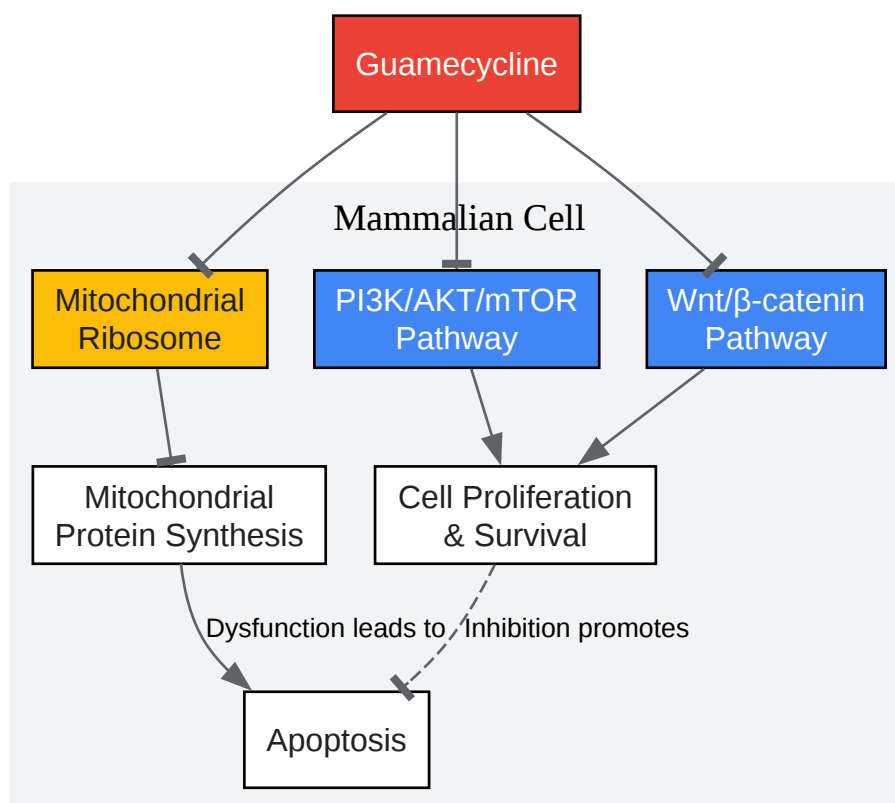 Guamecycline
Mammalian Cell
Mitochondrial
Ribosome
PI3K/AKT/mTOR
Pathway
Wnt/β-catenin
Pathway
Mitochondrial
Protein Synthesis
Cell Proliferation
& Survival
Dysfunction leads to
Inhibition promotes
Apoptosis